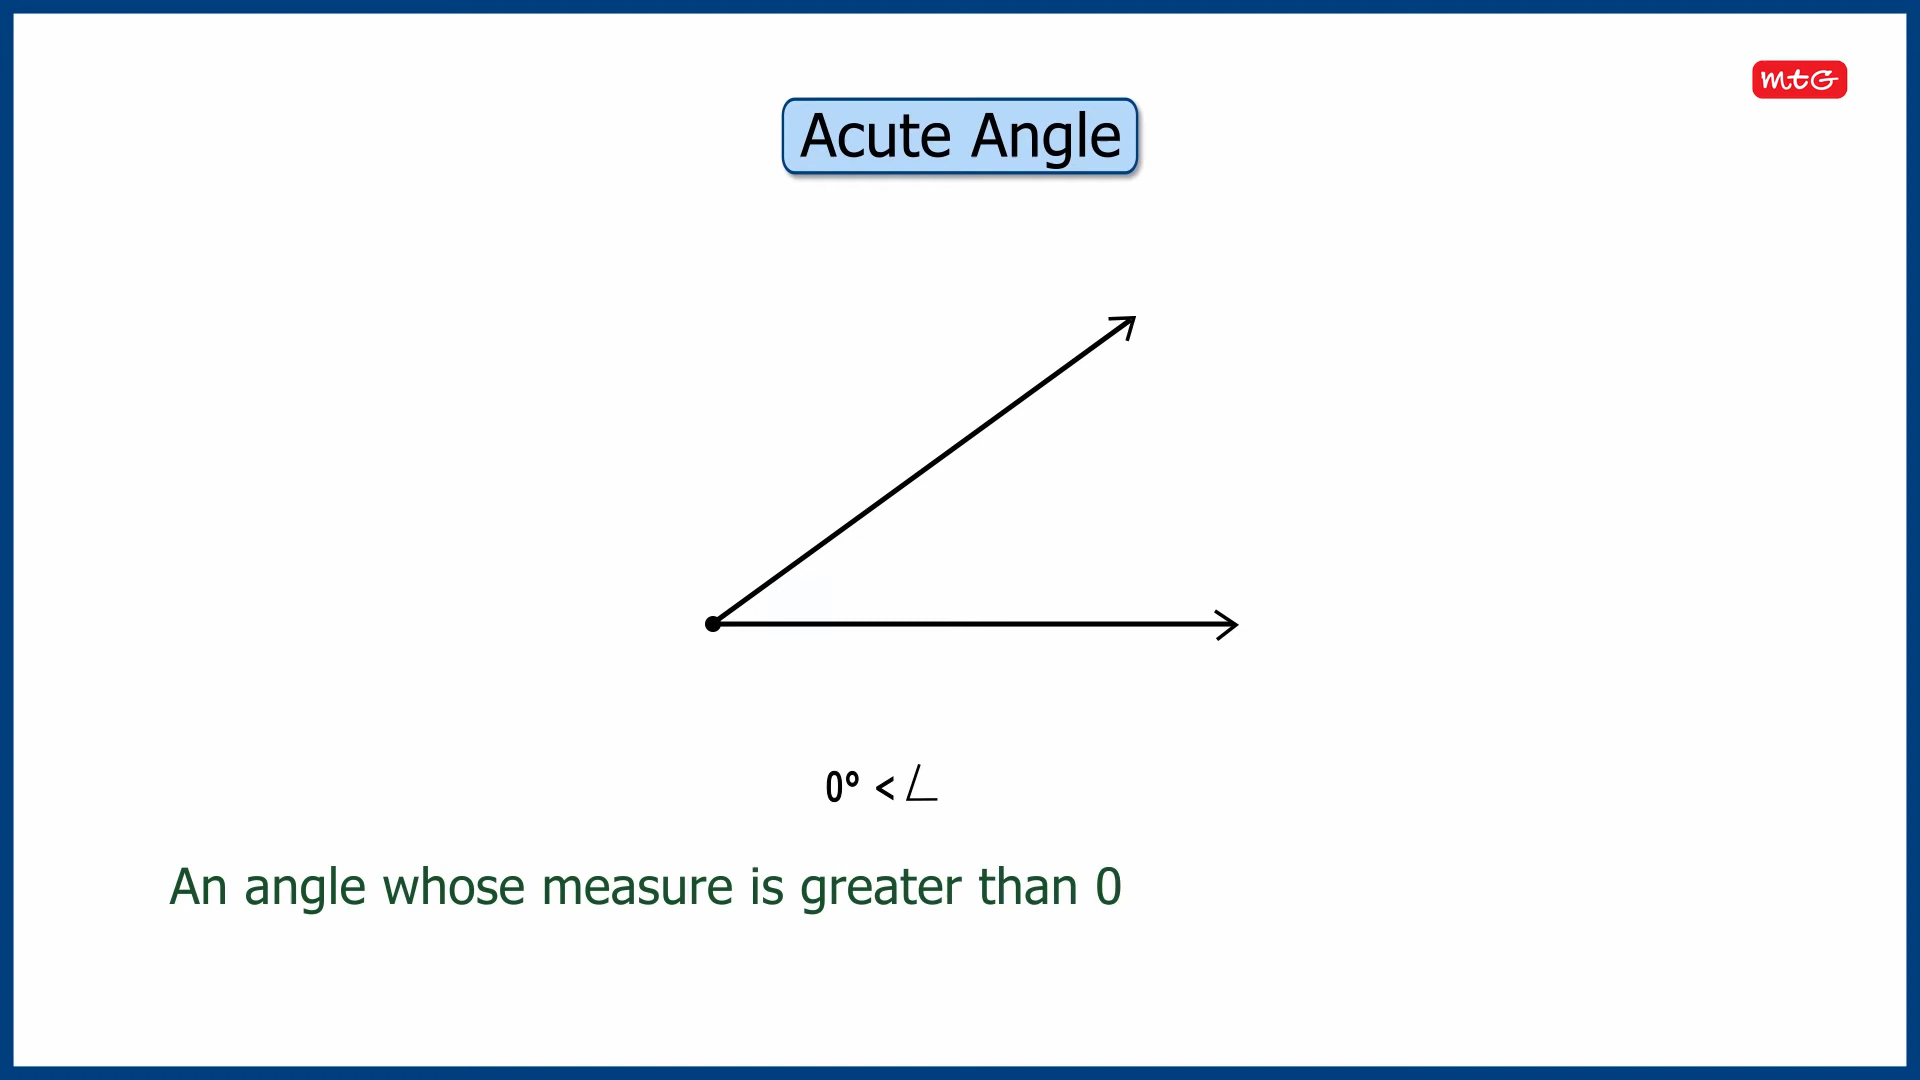 mtG
Acute Angle
0° < ∠
An angle whose measure is greater than 0